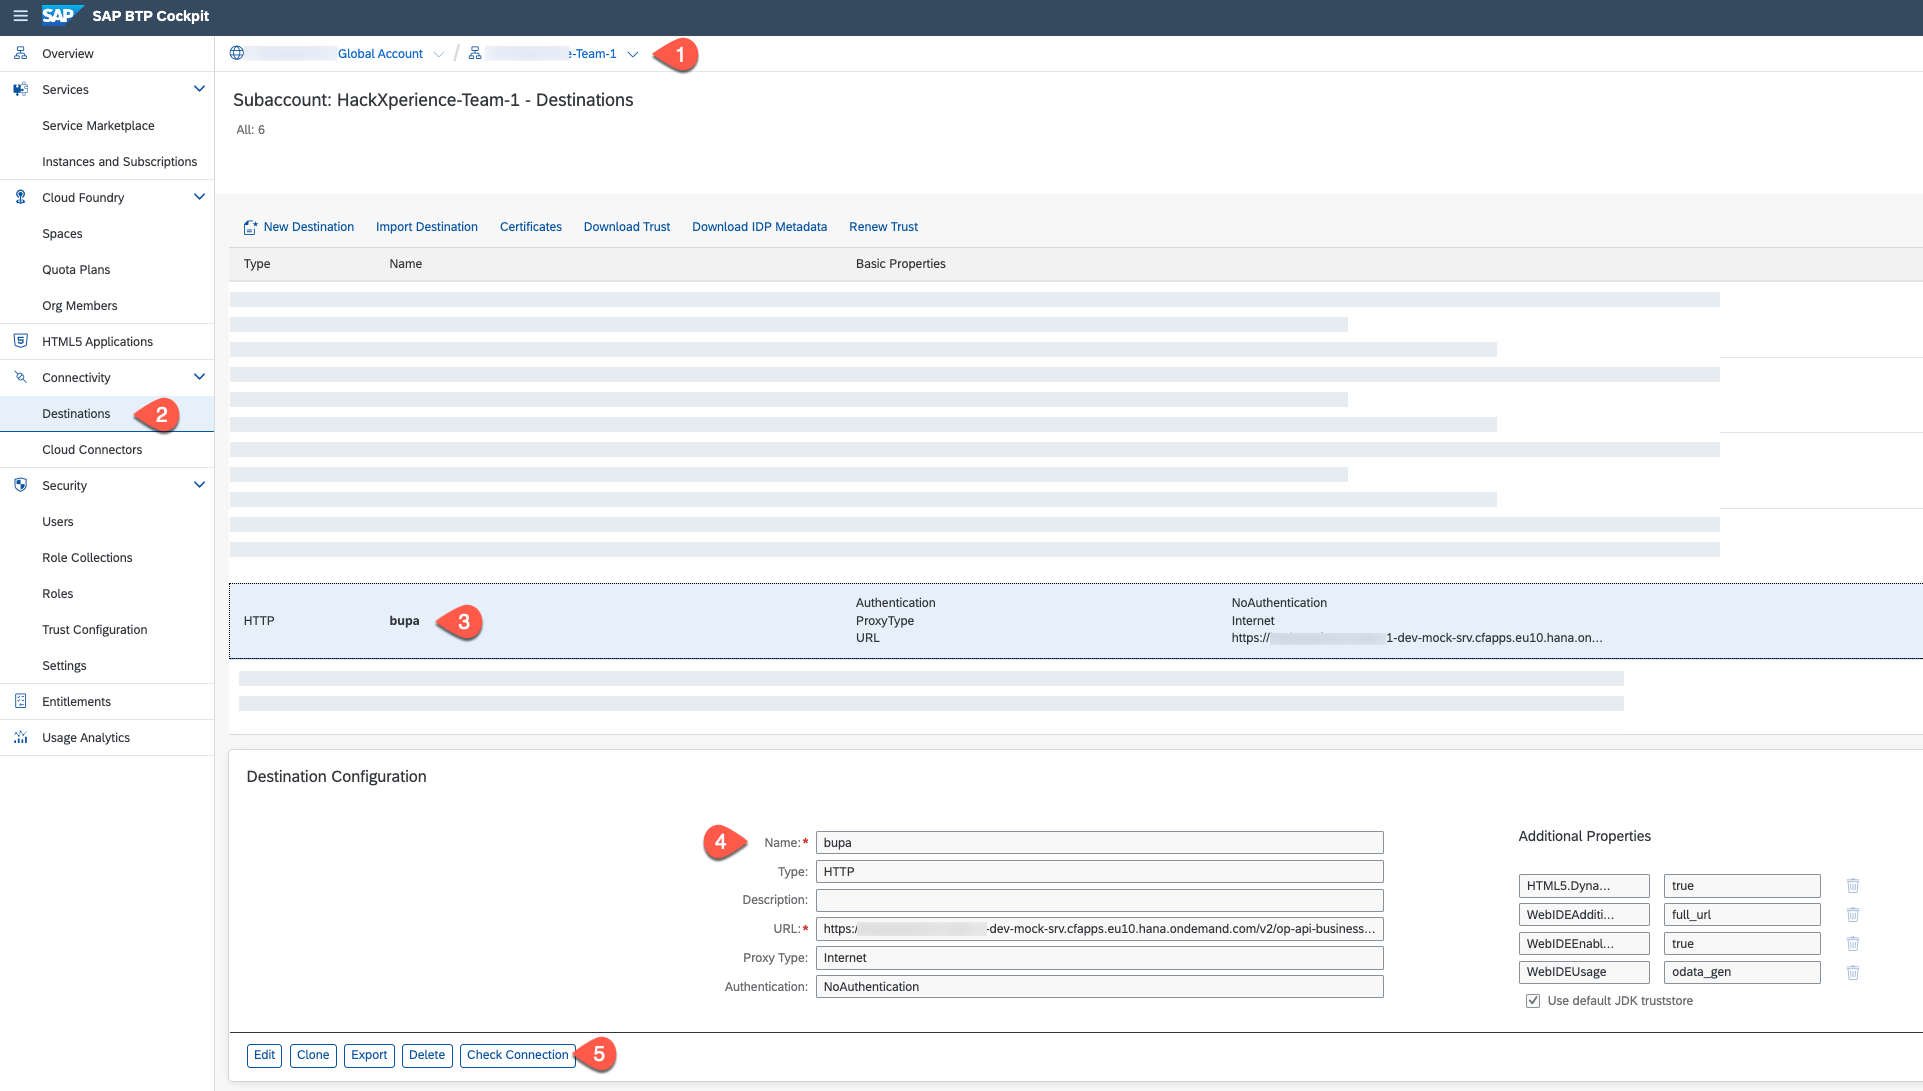 SAP SAP BTP Cockpit
Overview
Services
Service Marketplace
Instances and Subscriptions
Cloud Foundry
Spaces
Quota Plans
Org Members
HTML5 Applications
Connectivity
Destinations 2
Cloud Connectors
Security
Users
Role Collections
Roles
Trust Configuration
Settings
Entitlements
Usage Analytics
Global Account / e-Team-1 1
Subaccount: HackXperience-Team-1 - Destinations
All: 6
New Destination Import Destination Certificates Download Trust Download IDP Metadata Renew Trust
Type Name Basic Properties
HTTP bupa 3
Authentication NoAuthentication
ProxyType Internet
URL https:// 1-dev-mock-srv.cfapps.eu10.hana.on...
Destination Configuration
4 Name:* bupa
Type: HTTP
Description:
URL:* https:/ -dev-mock-srv.cfapps.eu10.hana.ondemand.com/v2/op-api-business...
Proxy Type: Internet
Authentication: NoAuthentication
Additional Properties
HTML5.Dyna... true
WebIDEAdditi... full_url
WebIDEEnabl... true
WebIDEUsage odata_gen
Use default JDK truststore
Edit Clone Export Delete Check Connection 5